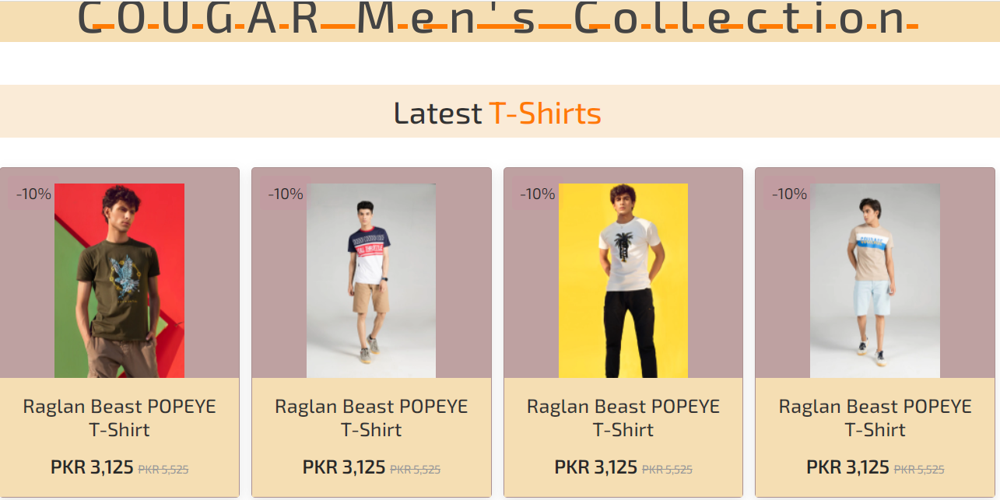 COUGAR Men's Collection
Latest T-Shirts
-10%
-10%
-10%
-10%
Raglan Beast POPEYE
T-Shirt
PKR 3,125 PKR 5,525
Raglan Beast POPEYE
T-Shirt
PKR 3,125 PKR 5,525
Raglan Beast POPEYE
T-Shirt
PKR 3,125 PKR 5,525
Raglan Beast POPEYE
T-Shirt
PKR 3,125 PKR 5,525